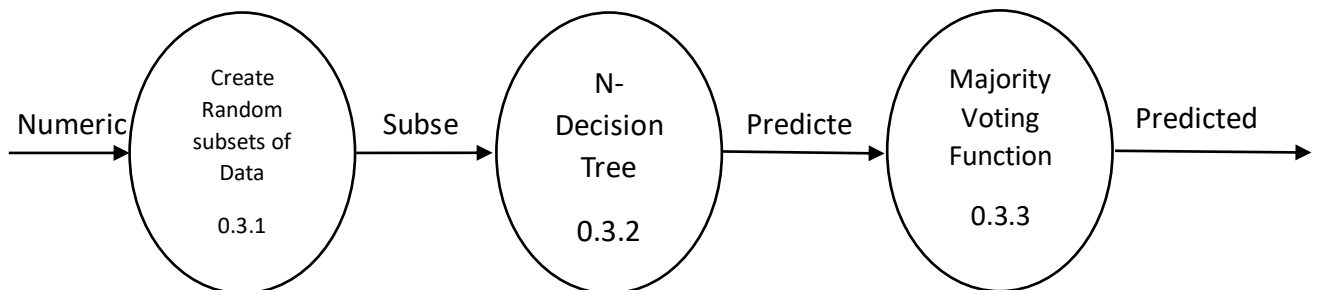 Numeric
Create
Random
subsets of
Data
0.3.1
Subse
N-
Decision
Tree
0.3.2
Predicte
Majority
Voting
Function
0.3.3
Predicted